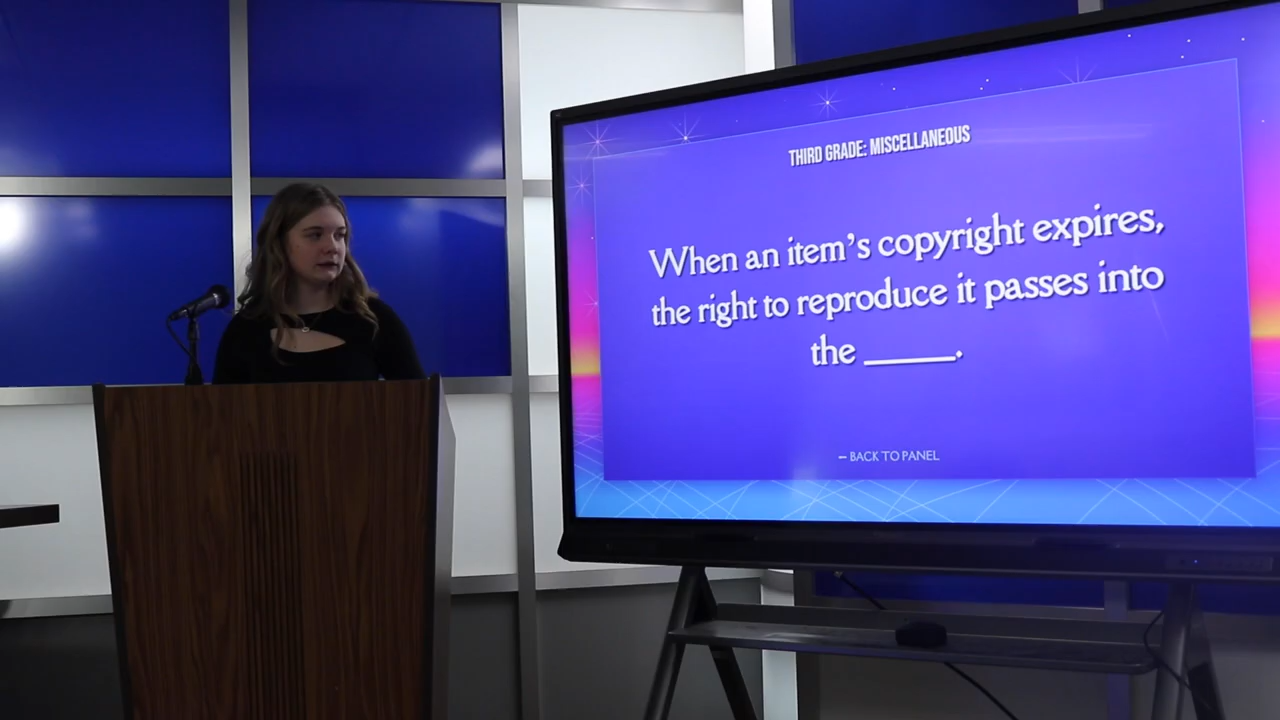 THIRD GRADE: MISCELLANEOUS
When an item's copyright expires,
the right to reproduce it passes into
the _____.
— BACK TO PANEL